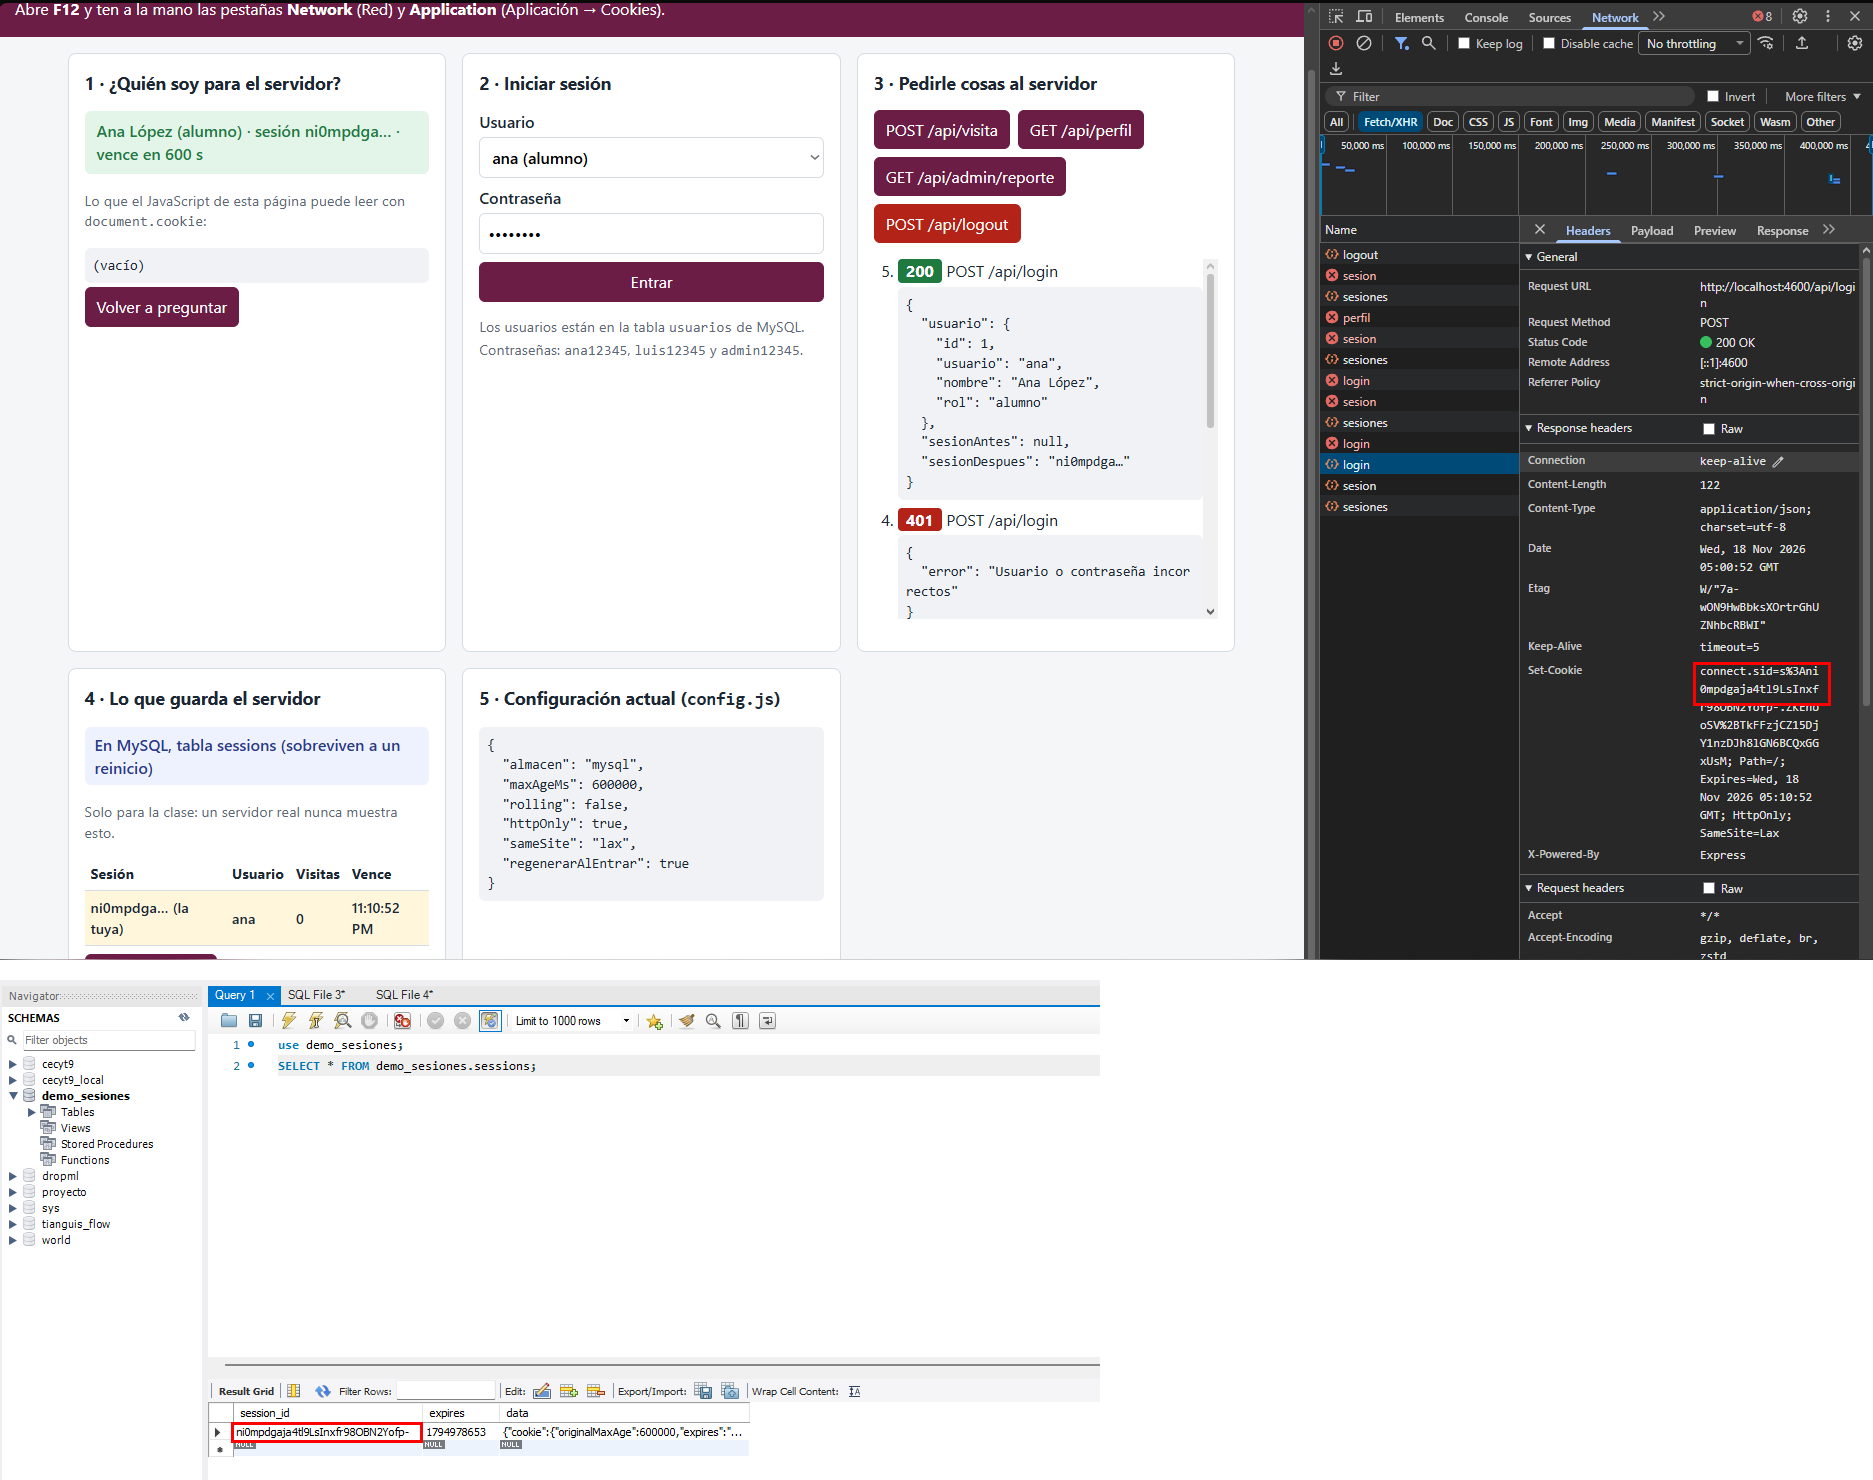 Abre F12 y ten a la mano las pestañas Network (Red) y Application (Aplicación → Cookies).
1 · ¿Quién soy para el servidor?
Ana López (alumno) · sesión ni0mpdga… ·
vence en 600 s
Lo que el JavaScript de esta página puede leer con
document.cookie:
(vacío)
Volver a preguntar
2 · Iniciar sesión
Usuario
ana (alumno)
Contraseña
••••••••
Entrar
Los usuarios están en la tabla usuarios de MySQL.
Contraseñas: ana12345, luis12345 y admin12345.
3 · Pedirle cosas al servidor
POST /api/visita
GET /api/perfil
GET /api/admin/reporte
POST /api/logout
5. 200 POST /api/login
{
"usuario": {
"id": 1,
"usuario": "ana",
"nombre": "Ana López",
"rol": "alumno"
},
"sesionAntes": null,
"sesionDespues": "ni0mpdga…"
}
4. 401 POST /api/login
{
"error": "Usuario o contraseña incor
rectos"
}
4 · Lo que guarda el servidor
En MySQL, tabla sessions (sobreviven a un
reinicio)
Solo para la clase: un servidor real nunca muestra
esto.
Sesión Usuario Visitas Vence
ni0mpdga… (la
tuya)
ana 0
11:10:52
PM
5 · Configuración actual (config.js)
{
"almacen": "mysql",
"maxAgeMs": 600000,
"rolling": false,
"httpOnly": true,
"sameSite": "lax",
"regenerarAlEntrar": true
}
Elements Console Sources Network 8
Keep log Disable cache No throttling
Filter Invert More filters
All Fetch/XHR Doc CSS JS Font Img Media Manifest Socket Wasm Other
50,000 ms 100,000 ms 150,000 ms 200,000 ms 250,000 ms 300,000 ms 350,000 ms 400,000 ms 4
Name
logout
sesion
sesiones
perfil
sesion
sesiones
login
sesion
sesiones
login
login
sesion
sesiones
Headers Payload Preview Response
General
Request URL http://localhost:4600/api/logi
n
Request Method POST
Status Code 200 OK
Remote Address [::1]:4600
Referrer Policy strict-origin-when-cross-origi
n
Response headers Raw
Connection keep-alive
Content-Length 122
Content-Type application/json;
charset=utf-8
Date Wed, 18 Nov 2026
05:00:52 GMT
Etag W/"7a-
wON9HwBbksXOrtrGhU
ZNhbcRBWI"
Keep-Alive timeout=5
Set-Cookie connect.sid=s%3Ani
0mpdgaja4tl9LsInxf
r98OBN2Yofp-.ZKEhU
oSV%2BTkFFzjCZ15Dj
Y1nzDJh8lGN6BCQxGG
xUsM; Path=/;
Expires=Wed, 18
Nov 2026 05:10:52
GMT; HttpOnly;
SameSite=Lax
X-Powered-By Express
Request headers Raw
Accept */*
Accept-Encoding gzip, deflate, br,
zstd
Navigator
SCHEMAS
Filter objects
cecyt9
cecyt9_local
demo_sesiones
Tables
Views
Stored Procedures
Functions
dropml
proyecto
sys
tianguis_flow
world
Query 1 SQL File 3* SQL File 4*
Limit to 1000 rows
1 use demo_sesiones;
2 SELECT * FROM demo_sesiones.sessions;
Result Grid Filter Rows: Edit: Export/Import: Wrap Cell Content:
session_id expires data
ni0mpdgaja4tl9LsInxfr98OBN2Yofp- 1794978653 {"cookie":{"originalMaxAge":600000,"expires":"...
NULL NULL NULL